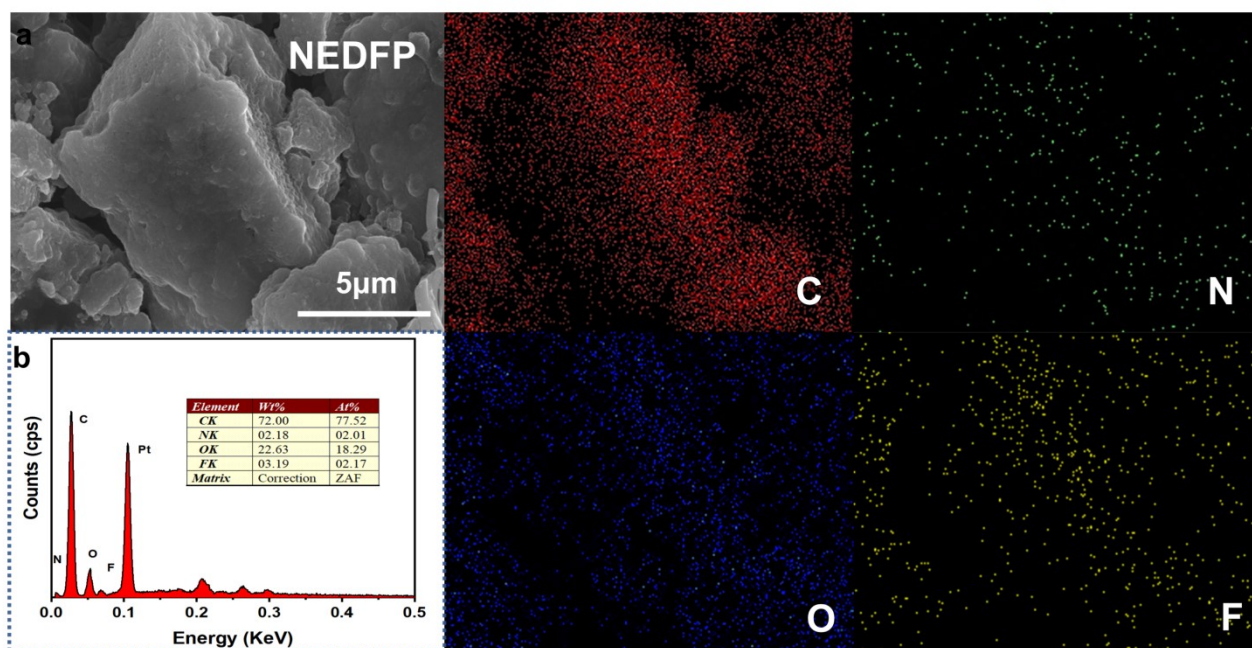 a
NEDFP
5μm
C
N
b
Counts (cps)
N
C
O
F
Pt
Element Wt% At%
CK 72.00 77.52
NK 02.18 02.01
OK 22.63 18.29
FK 03.19 02.17
Matrix Correction ZAF
0.0 0.1 0.2 0.3 0.4 0.5
Energy (KeV)
O
F